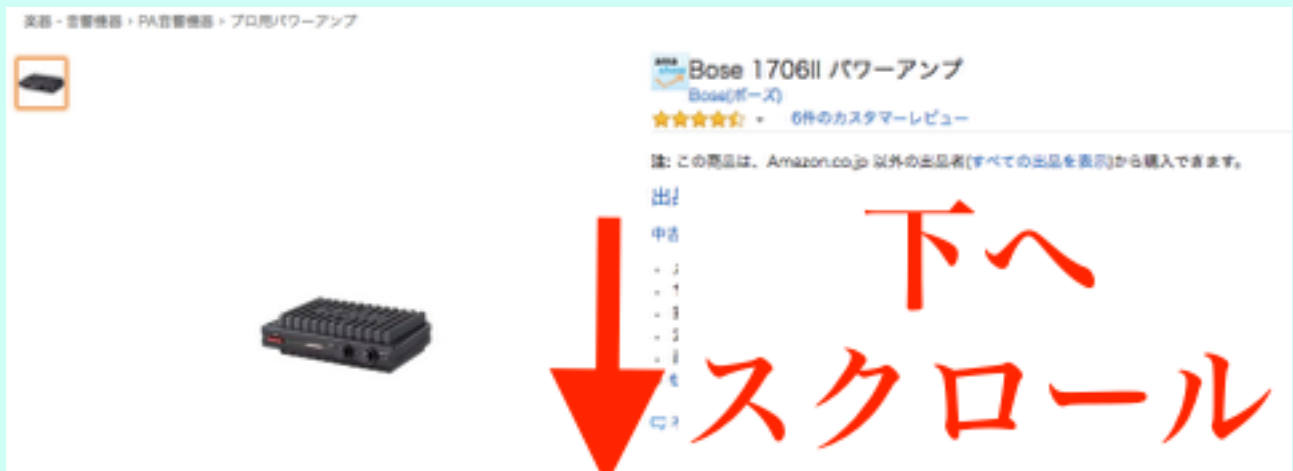 楽器・音響機器 › PA音響機器 › プロ用パワーアンプ
Bose 1706II パワーアンプ
Bose(ボーズ)
6件のカスタマーレビュー
注: この商品は、Amazon.co.jp 以外の出品者(すべての出品を表示)から購入できます。
出品
中古
下へ
スクロール